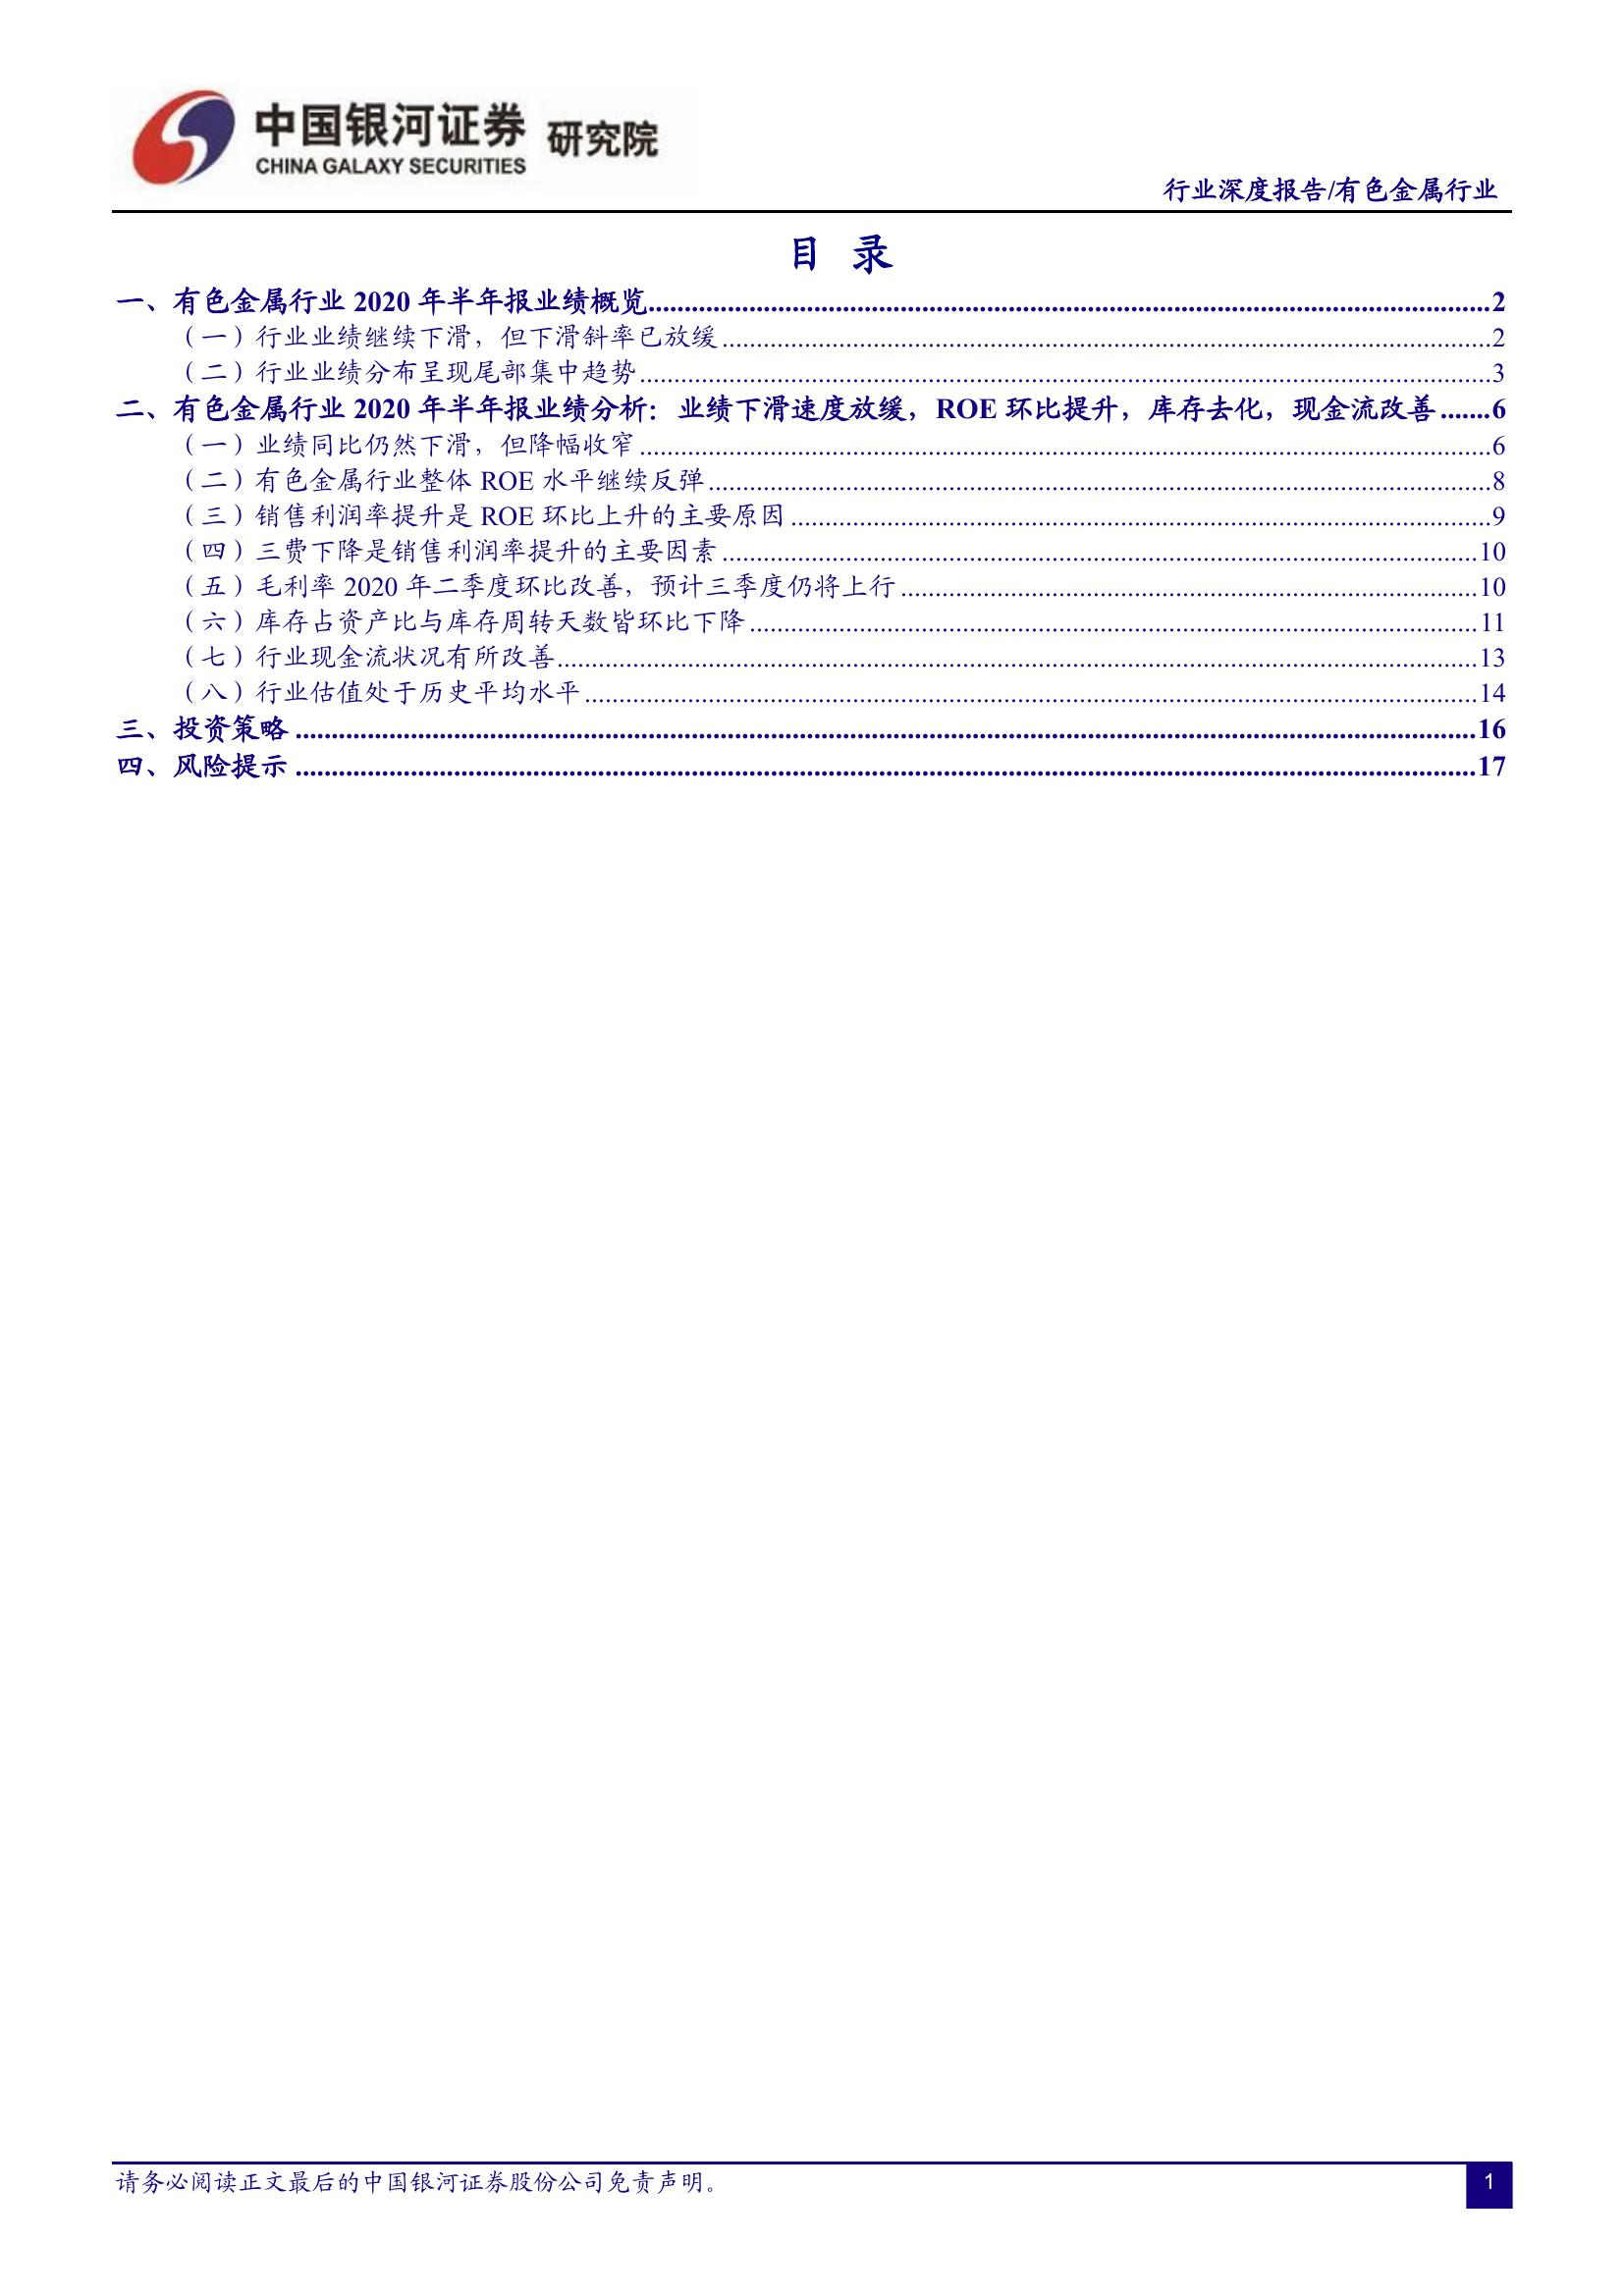 中国银河证券 研究院
CHINA GALAXY SECURITIES
行业深度报告/有色金属行业
目 录
一、有色金属行业 2020 年半年报业绩概览....................2
（一）行业业绩继续下滑，但下滑斜率已放缓....................2
（二）行业业绩分布呈现尾部集中趋势....................3
二、有色金属行业 2020 年半年报业绩分析：业绩下滑速度放缓，ROE 环比提升，库存去化，现金流改善.......6
（一）业绩同比仍然下滑，但降幅收窄....................6
（二）有色金属行业整体 ROE 水平继续反弹....................8
（三）销售利润率提升是 ROE 环比上升的主要原因....................9
（四）三费下降是销售利润率提升的主要因素....................10
（五）毛利率 2020 年二季度环比改善，预计三季度仍将上行....................10
（六）库存占资产比与库存周转天数皆环比下降....................11
（七）行业现金流状况有所改善....................13
（八）行业估值处于历史平均水平....................14
三、投资策略....................16
四、风险提示....................17
请务必阅读正文最后的中国银河证券股份公司免责声明。
1